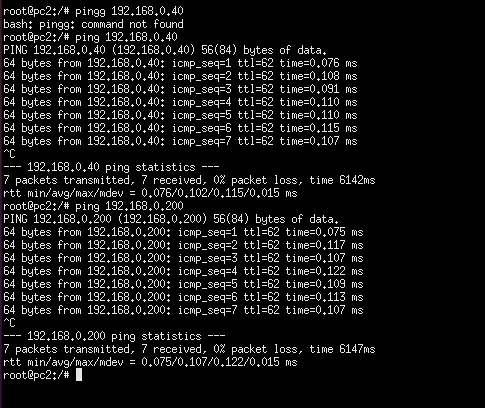 root@pc2:/# pingg 192.168.0.40
bash: pingg: command not found
root@pc2:/# ping 192.168.0.40
PING 192.168.0.40 (192.168.0.40) 56(84) bytes of data.
64 bytes from 192.168.0.40: icmp_seq=1 ttl=62 time=0.076 ms
64 bytes from 192.168.0.40: icmp_seq=2 ttl=62 time=0.108 ms
64 bytes from 192.168.0.40: icmp_seq=3 ttl=62 time=0.091 ms
64 bytes from 192.168.0.40: icmp_seq=4 ttl=62 time=0.110 ms
64 bytes from 192.168.0.40: icmp_seq=5 ttl=62 time=0.110 ms
64 bytes from 192.168.0.40: icmp_seq=6 ttl=62 time=0.115 ms
64 bytes from 192.168.0.40: icmp_seq=7 ttl=62 time=0.107 ms
^C
--- 192.168.0.40 ping statistics ---
7 packets transmitted, 7 received, 0% packet loss, time 6142ms
rtt min/avg/max/mdev = 0.076/0.102/0.115/0.015 ms
root@pc2:/# ping 192.168.0.200
PING 192.168.0.200 (192.168.0.200) 56(84) bytes of data.
64 bytes from 192.168.0.200: icmp_seq=1 ttl=62 time=0.075 ms
64 bytes from 192.168.0.200: icmp_seq=2 ttl=62 time=0.117 ms
64 bytes from 192.168.0.200: icmp_seq=3 ttl=62 time=0.107 ms
64 bytes from 192.168.0.200: icmp_seq=4 ttl=62 time=0.122 ms
64 bytes from 192.168.0.200: icmp_seq=5 ttl=62 time=0.109 ms
64 bytes from 192.168.0.200: icmp_seq=6 ttl=62 time=0.113 ms
64 bytes from 192.168.0.200: icmp_seq=7 ttl=62 time=0.107 ms
^C
--- 192.168.0.200 ping statistics ---
7 packets transmitted, 7 received, 0% packet loss, time 6147ms
rtt min/avg/max/mdev = 0.075/0.107/0.122/0.015 ms
root@pc2:/#